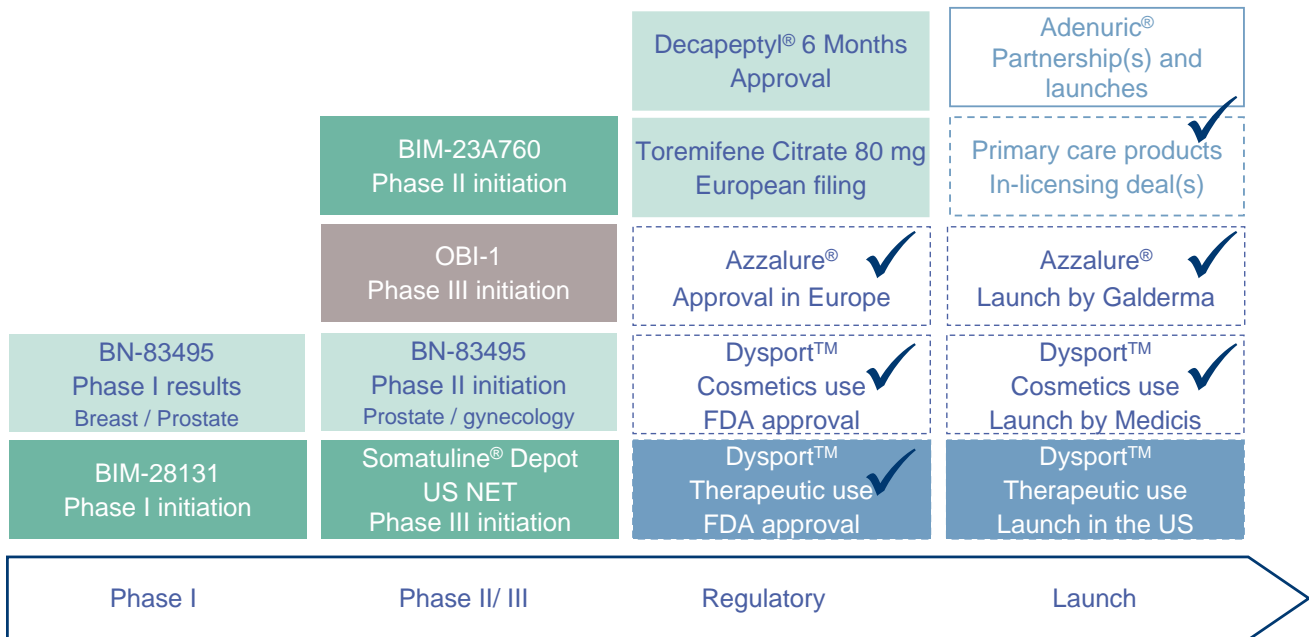 Decapeptyl® 6 Months
Approval
Adenuric®
Partnership(s) and
launches
BIM-23A760
Phase II initiation
Toremifene Citrate 80 mg
European filing
Primary care products
In-licensing deal(s)
OBI-1
Phase III initiation
Azzalure®
Approval in Europe
Azzalure®
Launch by Galderma
BN-83495
Phase I results
Breast / Prostate
BN-83495
Phase II initiation
Prostate / gynecology
Dysport™
Cosmetics use
FDA approval
Dysport™
Cosmetics use
Launch by Medicis
BIM-28131
Phase I initiation
Somatuline® Depot
US NET
Phase III initiation
Dysport™
Therapeutic use
FDA approval
Dysport™
Therapeutic use
Launch in the US
Phase I
Phase II/ III
Regulatory
Launch